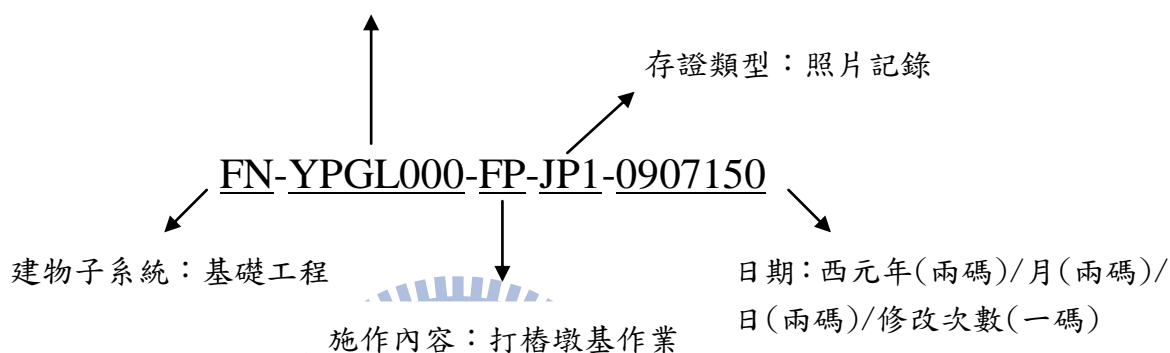 存證類型：照片記錄
FN-YPGL000-FP-JP1-0907150
建物子系統：基礎工程
日期：西元年(兩碼)/月(兩碼)/
日(兩碼)/修改次數(一碼)
施作內容：打樁墩基作業